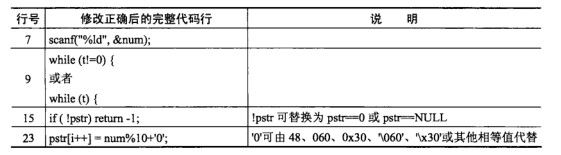 行号 修改正确后的完整代码行 说 明
7 scanf("%ld", &num);
while (t!=0) {
9 或者
while (t) {
15 if ( !pstr) return -1; !pstr 可替换为 pstr==0 或 pstr==NULL
23 pstr[i++] = num%10+'0'; '0'可由 48、060、0x30、'\060'、'\x30'或其他相等值代替